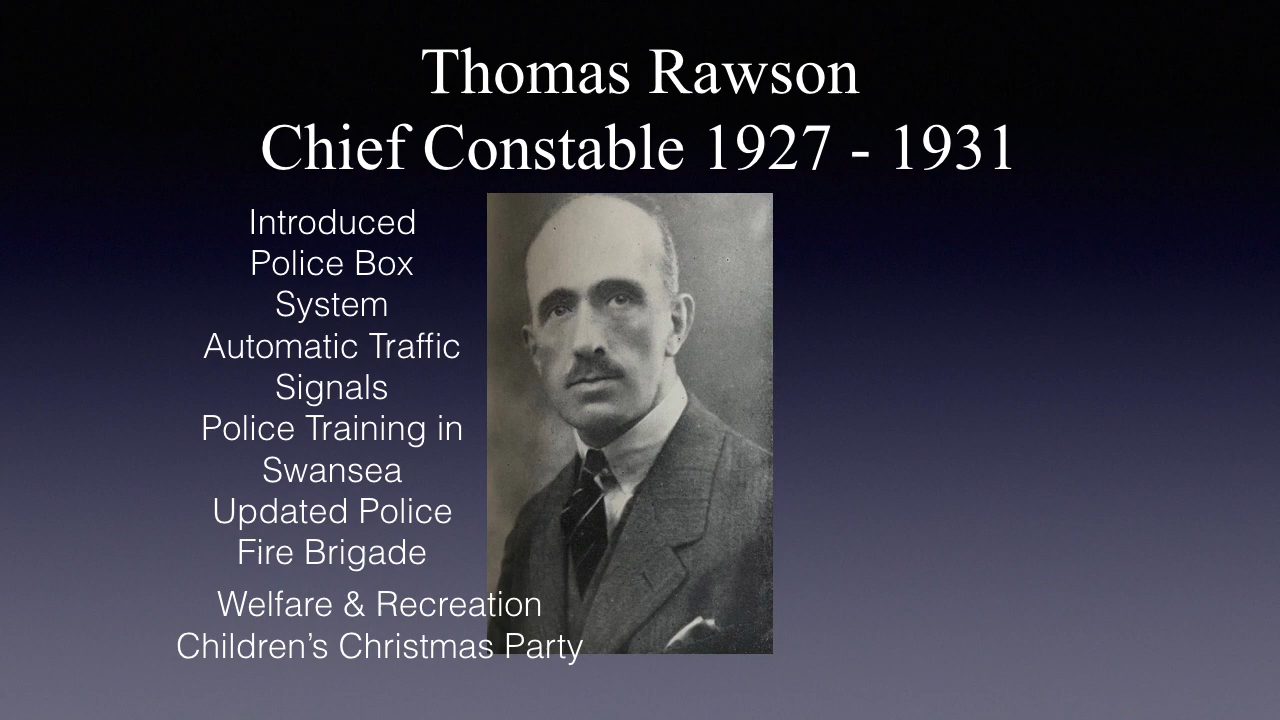 Thomas Rawson
Chief Constable 1927 - 1931
Introduced
Police Box
System
Automatic Traffic
Signals
Police Training in
Swansea
Updated Police
Fire Brigade
Welfare & Recreation
Children’s Christmas Party